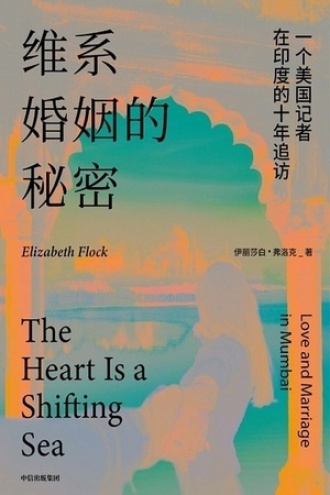 维系
婚姻的
秘密
一个美国记者
在印度的十年追访
Elizabeth Flock
伊丽莎白·弗洛克_著
The
Heart Is a
Shifting
Sea
Love and Marriage
in Mumbai
中信出版集团